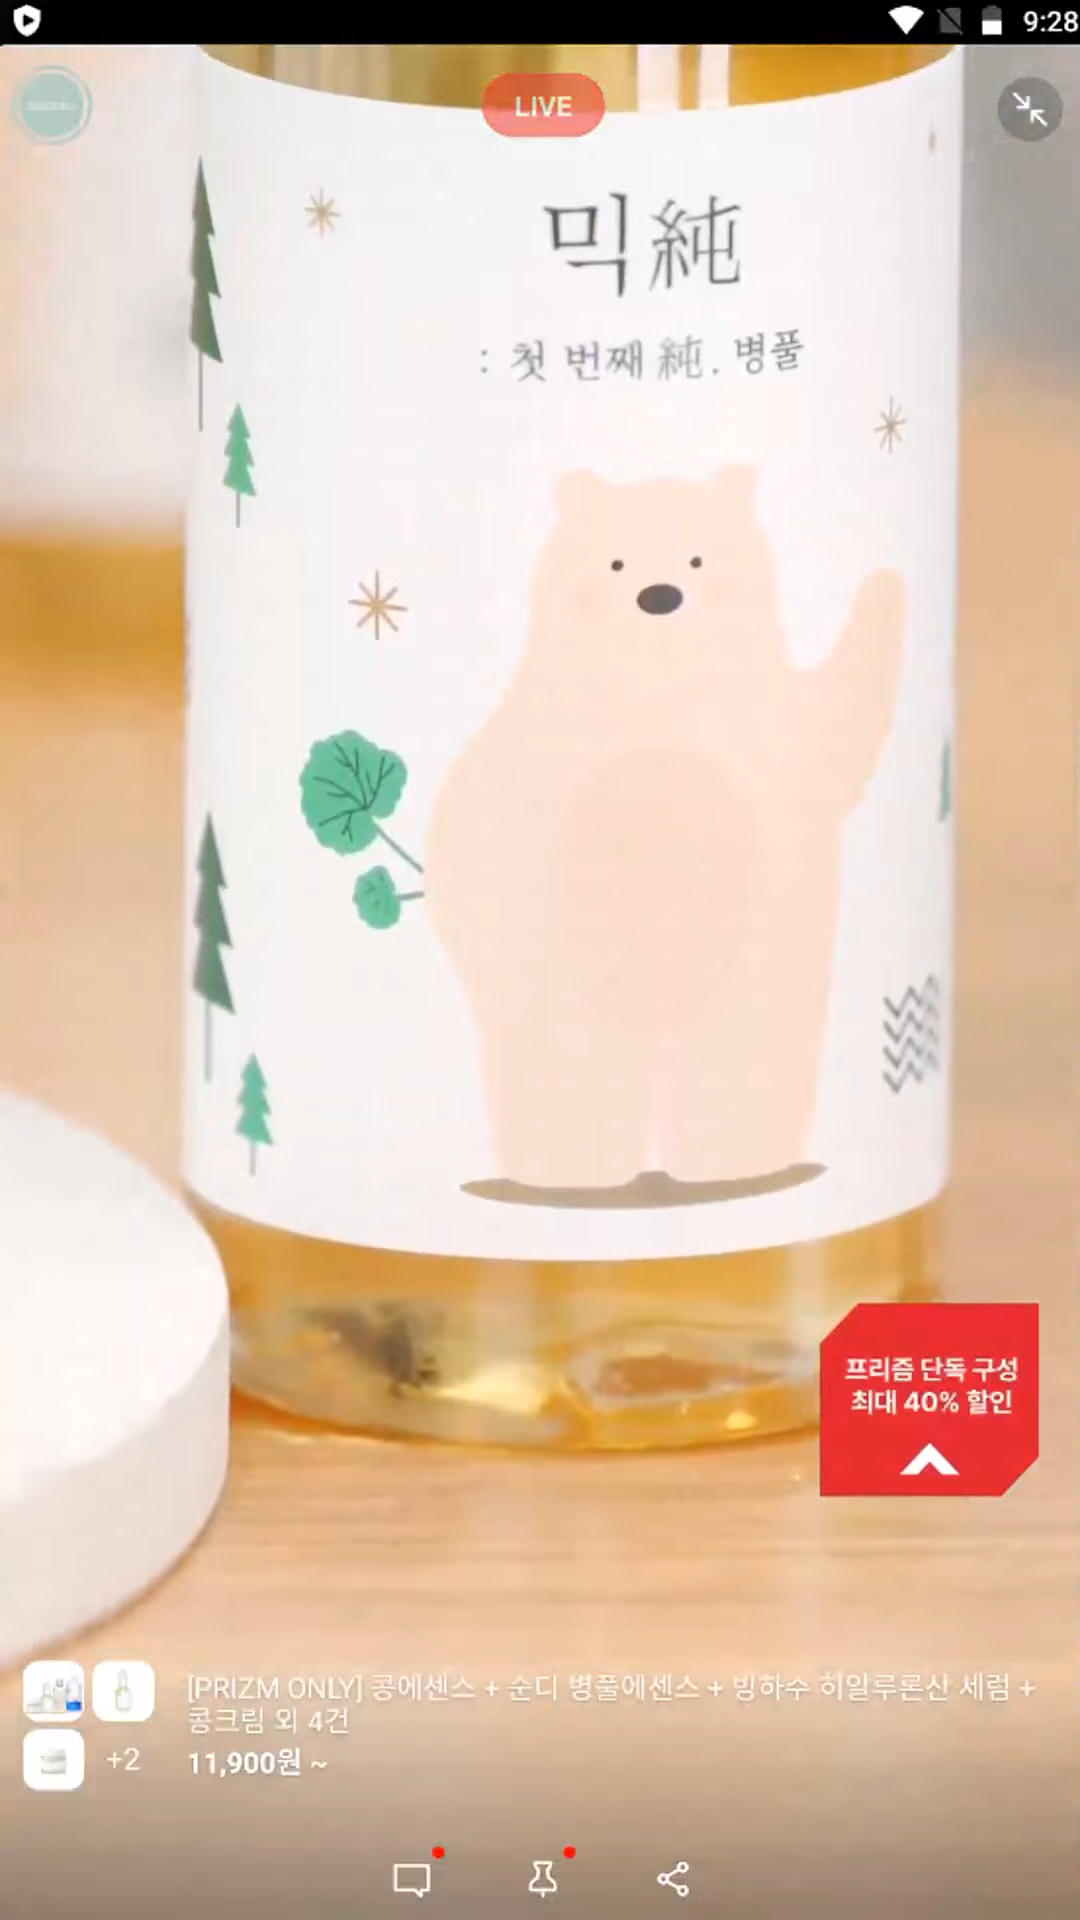 9:28
LIVE
믹純
: 첫 번째 純. 병풀
프리즘 단독 구성
최대 40% 할인
[PRIZM ONLY] 콩에센스 + 순디 병풀에센스 + 빙하수 히알루론산 세럼 +
콩크림 외 4건
+2
11,900원 ~